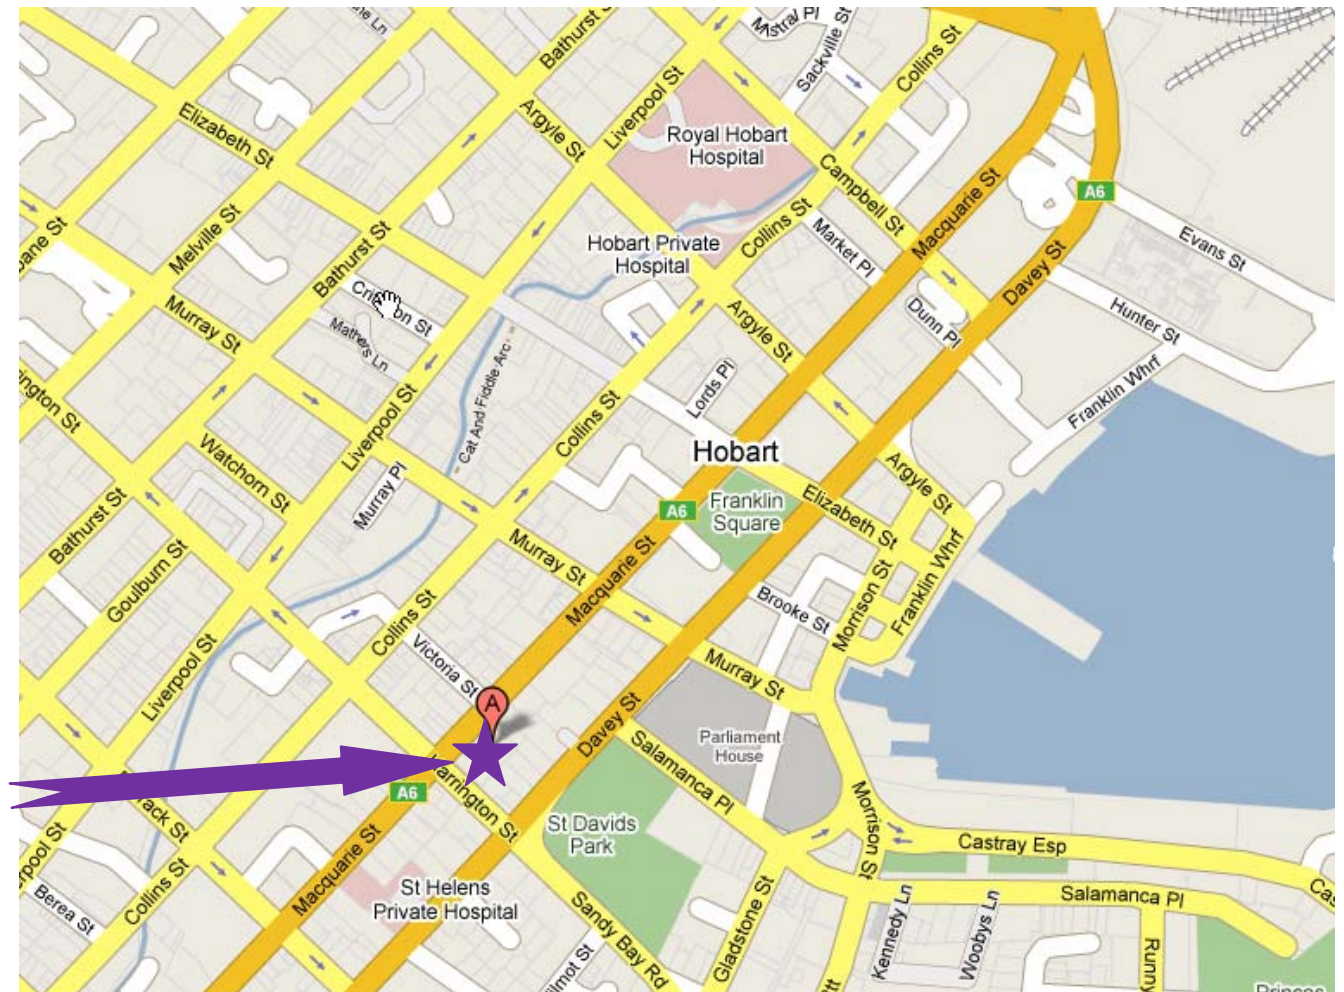 Mistral Pl
Sackville St
Collins St
Bathurst St
Liverpool St
Argyle St
Elizabeth St
Royal Hobart
Hospital
Campbell St
Macquarie St
A6
Evans St
Melville St
Bathurst St
Hobart Private
Hospital
Collins St
Market Pl
Davey St
Hunter St
Murray St
Mathers Ln
Argyle St
Dunn Pl
Franklin Whrf
Cat And Fiddle Arc
Lords Pl
Collins St
Liverpool St
Watchorn St
Murray Pl
Hobart
Argyle St
A6
Franklin
Square
Elizabeth St
Bathurst St
Goulburn St
Murray St
Macquarie St
Franklin Whrf
Brooke St
Morrison St
Collins St
Victoria St
Liverpool St
Murray St
A
Davey St
Parliament
House
Salamanca Pl
A6
Harrington St
St Davids
Park
Morrison St
Castray Esp
Macquarie St
St Helens
Private Hospital
Berea St
Collins St
Sandy Bay Rd
Gladstone St
Kennedy Ln
Woobys Ln
Salamanca Pl